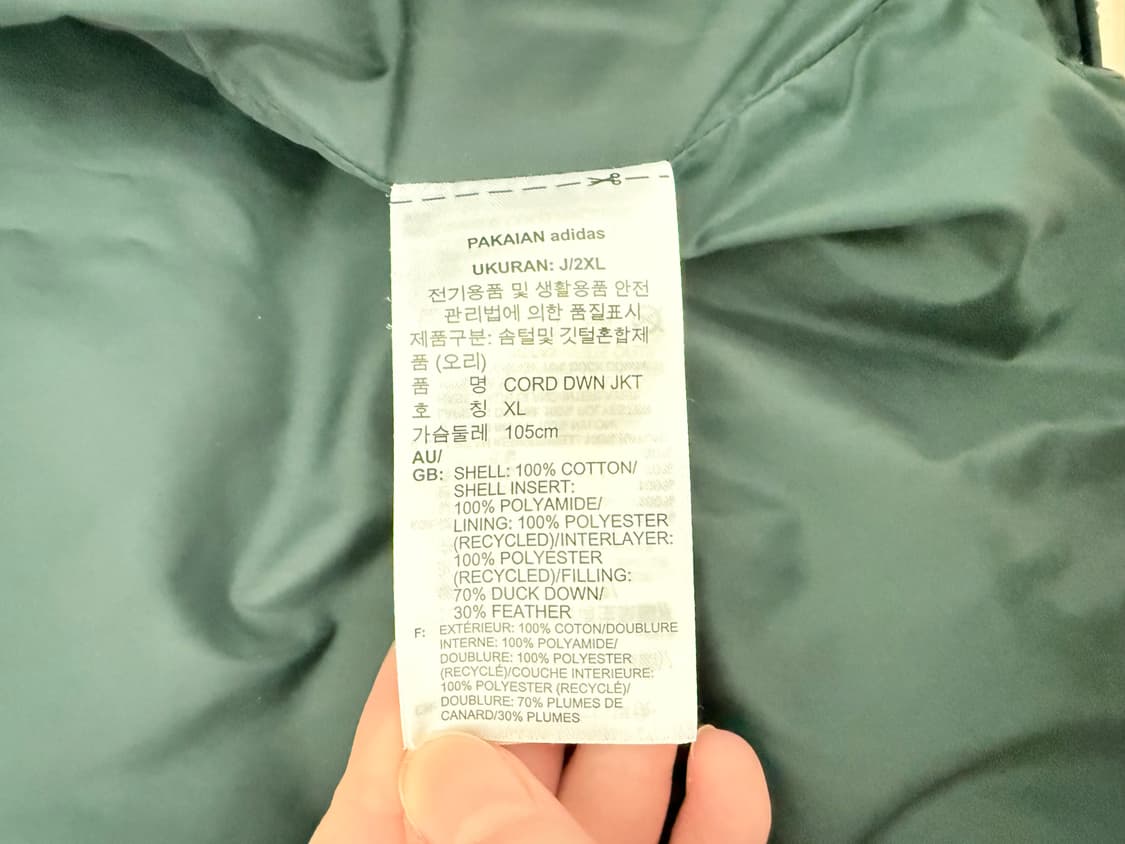 PAKAIAN adidas
UKURAN: J/2XL
전기용품 및 생활용품 안전
관리법에 의한 품질표시
제품구분: 솜털및 깃털혼합제
품 (오리)
품 명 CORD DWN JKT
호 칭 XL
가슴둘레 105cm
AU/
GB: SHELL: 100% COTTON/
SHELL INSERT:
100% POLYAMIDE/
LINING: 100% POLYESTER
(RECYCLED)/INTERLAYER:
100% POLYESTER
(RECYCLED)/FILLING:
70% DUCK DOWN/
30% FEATHER
F: EXTÉRIEUR: 100% COTON/DOUBLURE
INTERNE: 100% POLYAMIDE/
DOUBLURE: 100% POLYESTER
(RECYCLÉ)/COUCHE INTERIEURE:
100% POLYESTER (RECYCLÉ)/
DOUBLURE: 70% PLUMES DE
CANARD/30% PLUMES